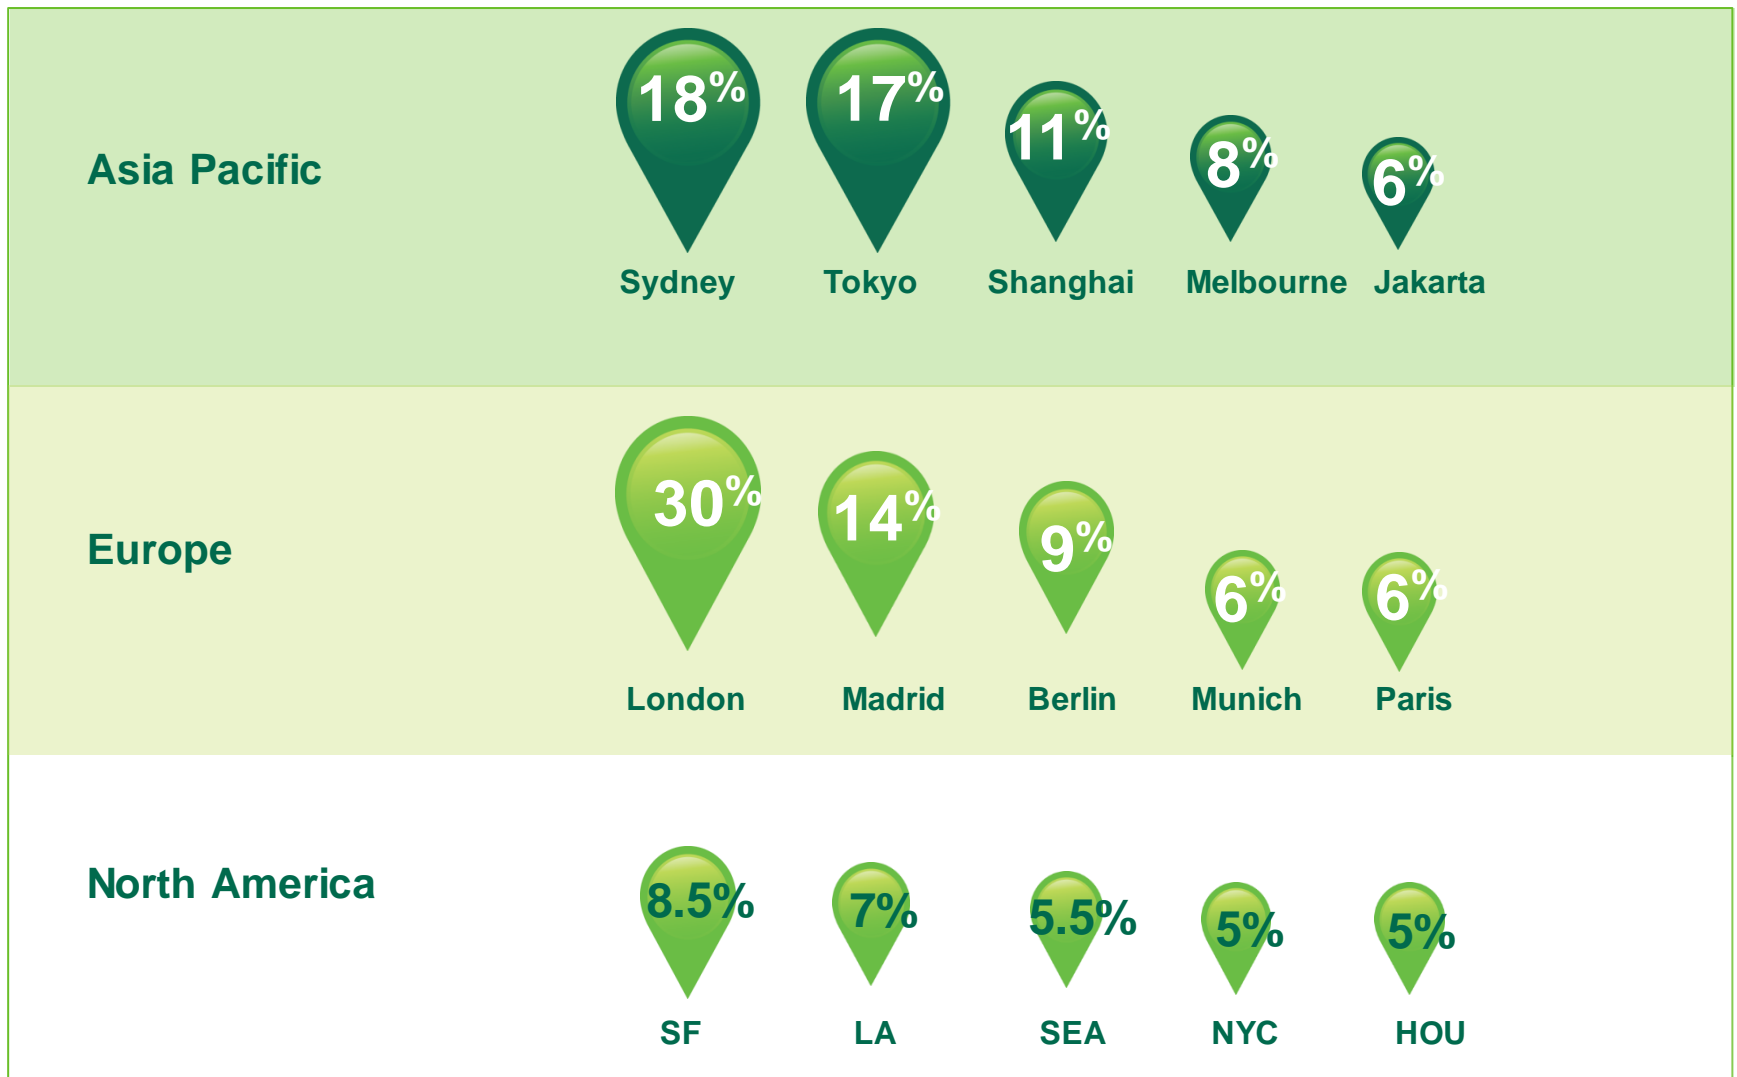 18% 17% 11% 8% 6%
Asia Pacific
Sydney Tokyo Shanghai Melbourne Jakarta
30% 14% 9% 6% 6%
Europe
London Madrid Berlin Munich Paris
North America
8.5% 7% 5.5% 5% 5%
SF LA SEA NYC HOU